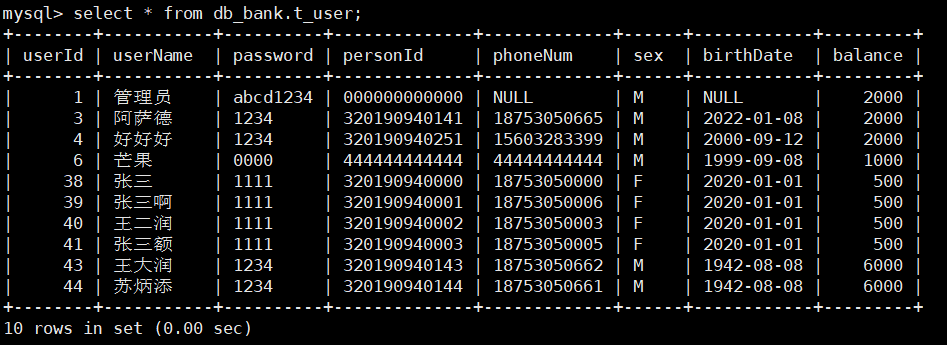 mysql> select * from db_bank.t_user;
+--------+-----------+----------+--------------+-------------+------+------------+---------+
| userId | userName | password | personId | phoneNum | sex | birthDate | balance |
+--------+-----------+----------+--------------+-------------+------+------------+---------+
| 1 | 管理员 | abcd1234 | 000000000000 | NULL | M | NULL | 2000 |
| 3 | 阿萨德 | 1234 | 320190940141 | 18753050665 | M | 2022-01-08 | 2000 |
| 4 | 好好好 | 1234 | 320190940251 | 15603283399 | M | 2000-09-12 | 2000 |
| 6 | 芒果 | 0000 | 444444444444 | 44444444444 | M | 1999-09-08 | 1000 |
| 38 | 张三 | 1111 | 320190940000 | 18753050000 | F | 2020-01-01 | 500 |
| 39 | 张三啊 | 1111 | 320190940001 | 18753050006 | F | 2020-01-01 | 500 |
| 40 | 王二润 | 1111 | 320190940002 | 18753050003 | F | 2020-01-01 | 500 |
| 41 | 张三额 | 1111 | 320190940003 | 18753050005 | F | 2020-01-01 | 500 |
| 43 | 王大润 | 1234 | 320190940143 | 18753050662 | M | 1942-08-08 | 6000 |
| 44 | 苏炳添 | 1234 | 320190940144 | 18753050661 | M | 1942-08-08 | 6000 |
+--------+-----------+----------+--------------+-------------+------+------------+---------+
10 rows in set (0.00 sec)